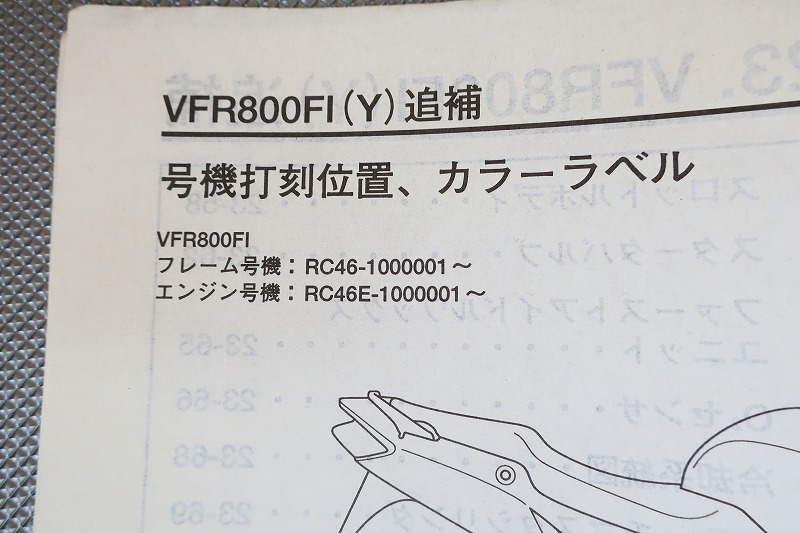 VFR800FI（Y）追補
号機打刻位置、カラーラベル
VFR800FI
フレーム号機：RC46-1000001～
エンジン号機：RC46E-1000001～